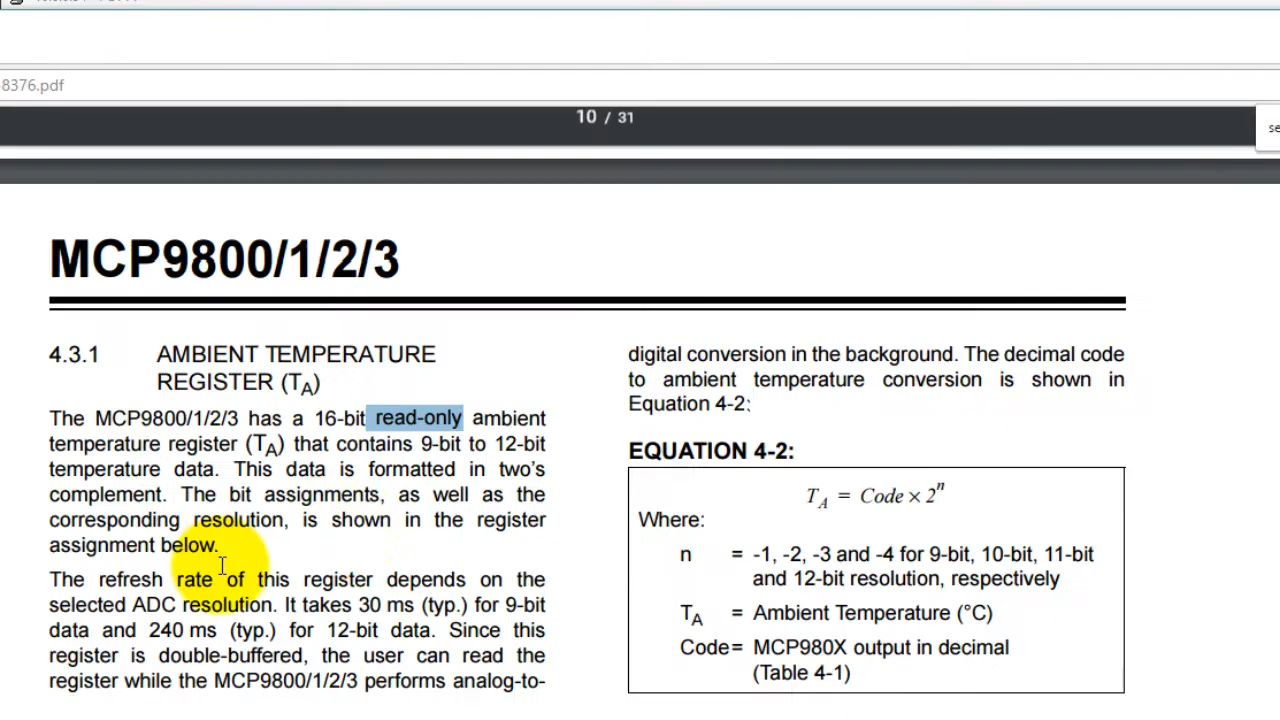 8376.pdf
10 / 31
se
MCP9800/1/2/3
4.3.1 AMBIENT TEMPERATURE
REGISTER (TA)
The MCP9800/1/2/3 has a 16-bit read-only ambient
temperature register (TA) that contains 9-bit to 12-bit
temperature data. This data is formatted in two's
complement. The bit assignments, as well as the
corresponding resolution, is shown in the register
assignment below.
The refresh rate of this register depends on the
selected ADC resolution. It takes 30 ms (typ.) for 9-bit
data and 240 ms (typ.) for 12-bit data. Since this
register is double-buffered, the user can read the
register while the MCP9800/1/2/3 performs analog-to-
digital conversion in the background. The decimal code
to ambient temperature conversion is shown in
Equation 4-2:
EQUATION 4-2:
TA = Code × 2ⁿ
Where:
n = -1, -2, -3 and -4 for 9-bit, 10-bit, 11-bit
and 12-bit resolution, respectively
TA = Ambient Temperature (°C)
Code= MCP980X output in decimal
(Table 4-1)